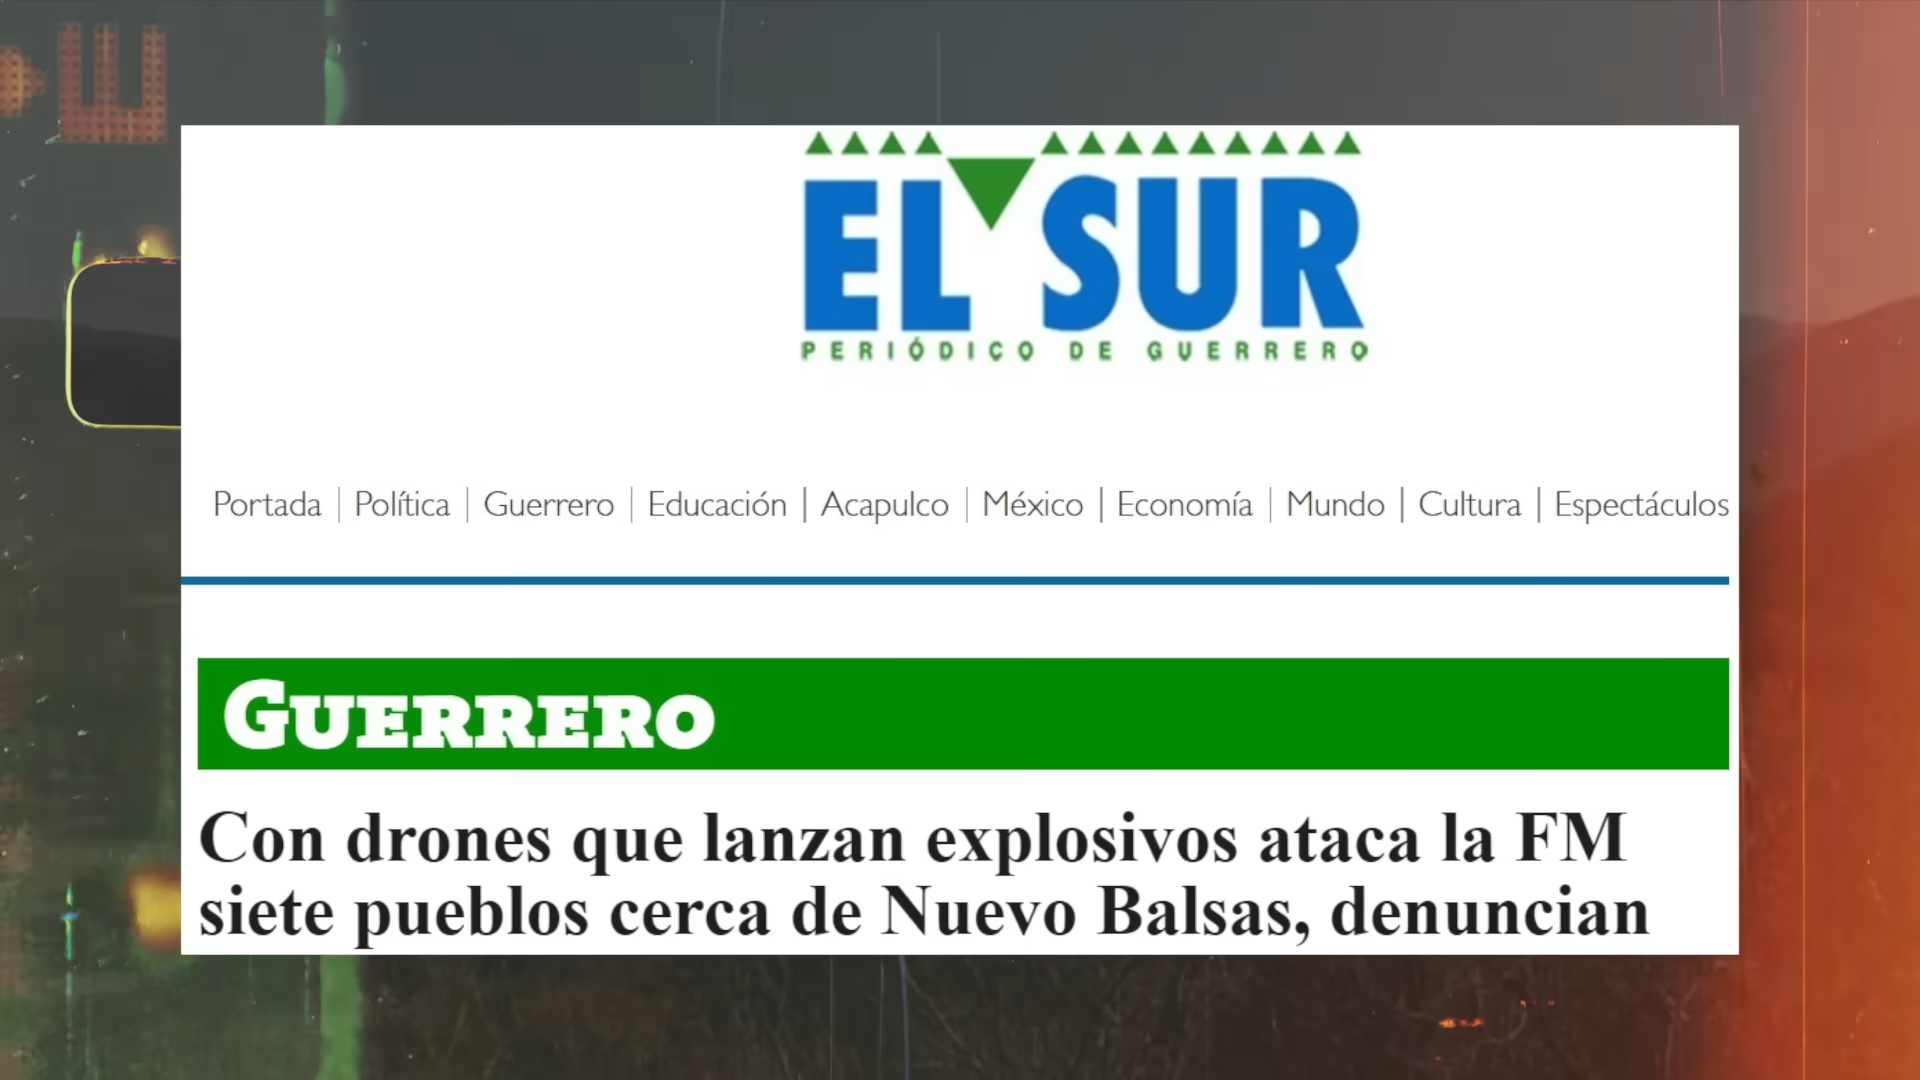 EL SUR
PERIÓDICO DE GUERRERO
Portada | Política | Guerrero | Educación | Acapulco | México | Economía | Mundo | Cultura | Espectáculos
GUERRERO
Con drones que lanzan explosivos ataca la FM
siete pueblos cerca de Nuevo Balsas, denuncian